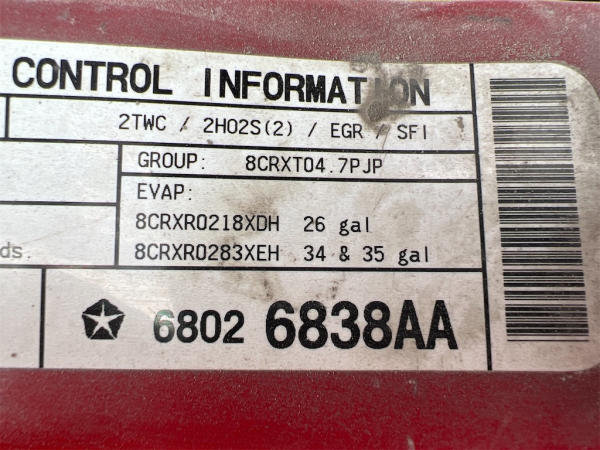 CONTROL INFORMATION
2TWC / 2HO2S(2) / EGR / SFI
GROUP: 8CRXT04.7PJP
EVAP:
8CRXR0218XDH 26 gal
8CRXR0283XEH 34 & 35 gal
ds.
6802 6838AA